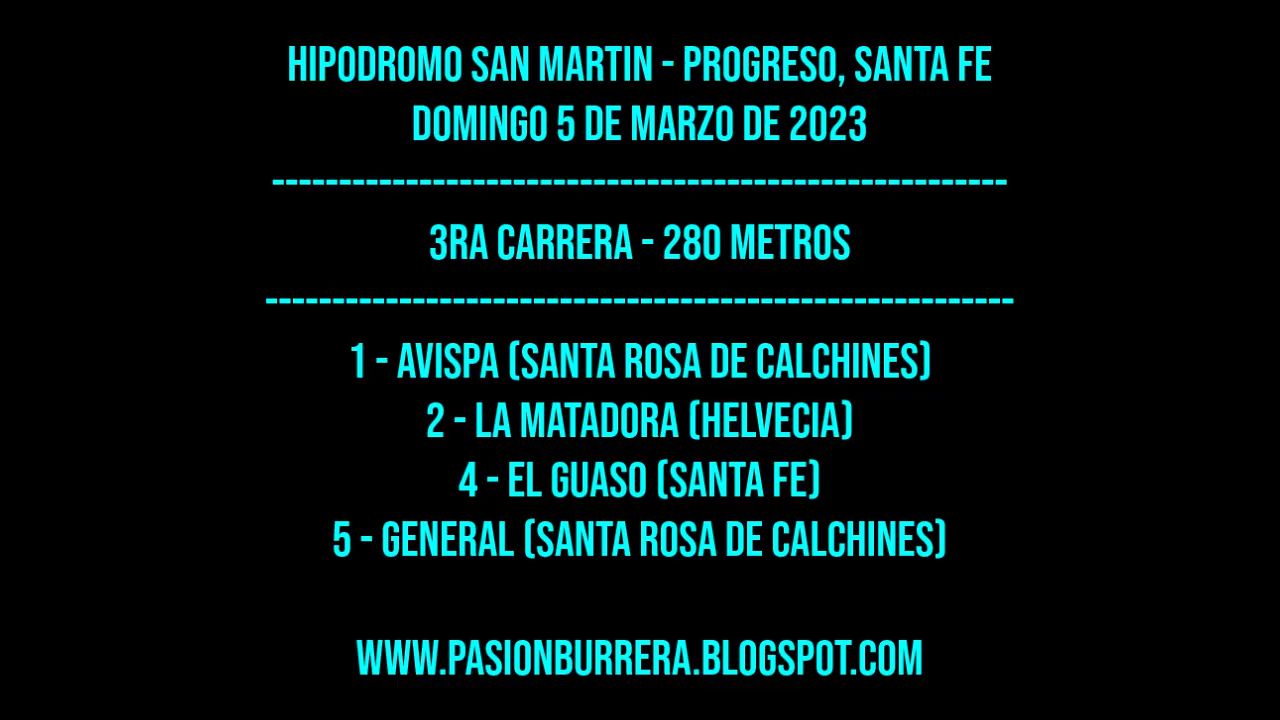 HIPODROMO SAN MARTIN - PROGRESO, SANTA FE
DOMINGO 5 DE MARZO DE 2023
-------------------------------------------------------
3RA CARRERA - 280 METROS
--------------------------------------------------------
1 - AVISPA (SANTA ROSA DE CALCHINES)
2 - LA MATADORA (HELVECIA)
4 - EL GUASO (SANTA FE)
5 - GENERAL (SANTA ROSA DE CALCHINES)
WWW.PASIONBURRERA.BLOGSPOT.COM